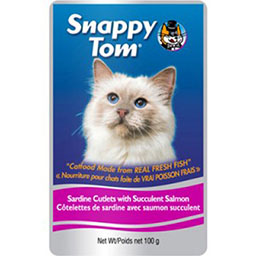 Snappy
Tom®
"Catfood Made from REAL FRESH FISH"
« Nourriture pour chats faite de VRAI POISSON FRAIS »
Sardine Cutlets with Succulent Salmon
Côtelettes de sardine avec saumon succulent
Net Wt/Poids net 100 g